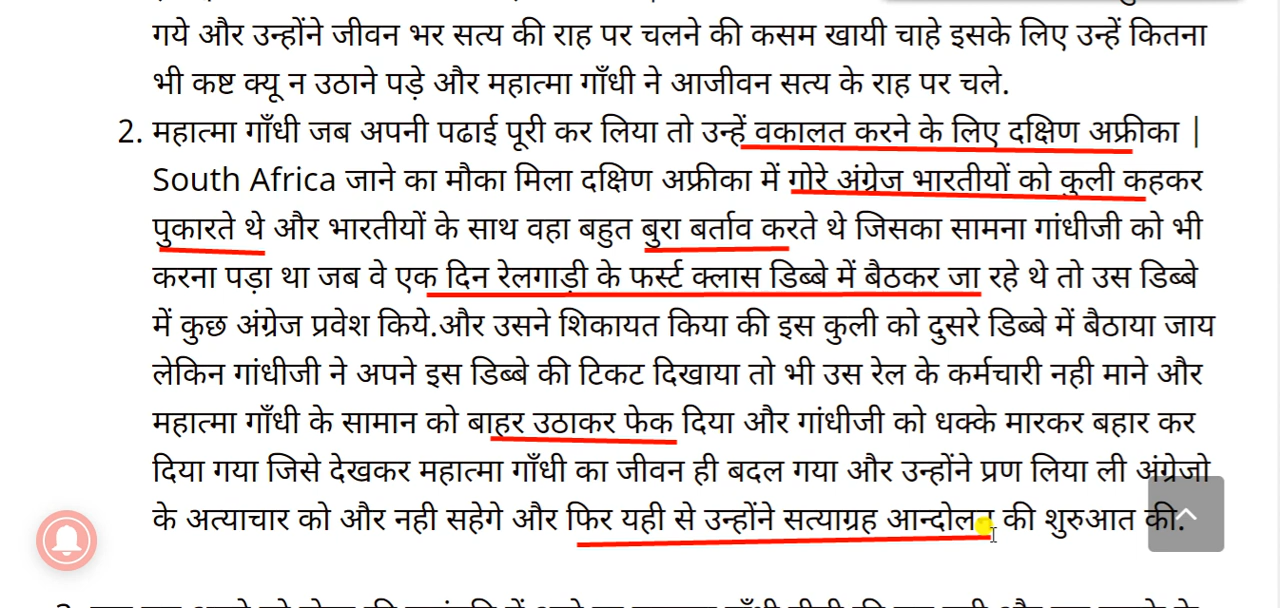 गये और उन्होंने जीवन भर सत्य की राह पर चलने की कसम खायी चाहे इसके लिए उन्हें कितना
भी कष्ट क्यू न उठाने पड़े और महात्मा गाँधी ने आजीवन सत्य के राह पर चले.
2. महात्मा गाँधी जब अपनी पढाई पूरी कर लिया तो उन्हें वकालत करने के लिए दक्षिण अफ्रीका |
South Africa जाने का मौका मिला दक्षिण अफ्रीका में गोरे अंग्रेज भारतीयों को कुली कहकर
पुकारते थे और भारतीयों के साथ वहा बहुत बुरा बर्ताव करते थे जिसका सामना गांधीजी को भी
करना पड़ा था जब वे एक दिन रेलगाड़ी के फर्स्ट क्लास डिब्बे में बैठकर जा रहे थे तो उस डिब्बे
में कुछ अंग्रेज प्रवेश किये.और उसने शिकायत किया की इस कुली को दुसरे डिब्बे में बैठाया जाय
लेकिन गांधीजी ने अपने इस डिब्बे की टिकट दिखाया तो भी उस रेल के कर्मचारी नही माने और
महात्मा गाँधी के सामान को बाहर उठाकर फेक दिया और गांधीजी को धक्के मारकर बहार कर
दिया गया जिसे देखकर महात्मा गाँधी का जीवन ही बदल गया और उन्होंने प्रण लिया ली अंग्रेजो
के अत्याचार को और नही सहेगे और फिर यही से उन्होंने सत्याग्रह आन्दोलन की शुरुआत की.